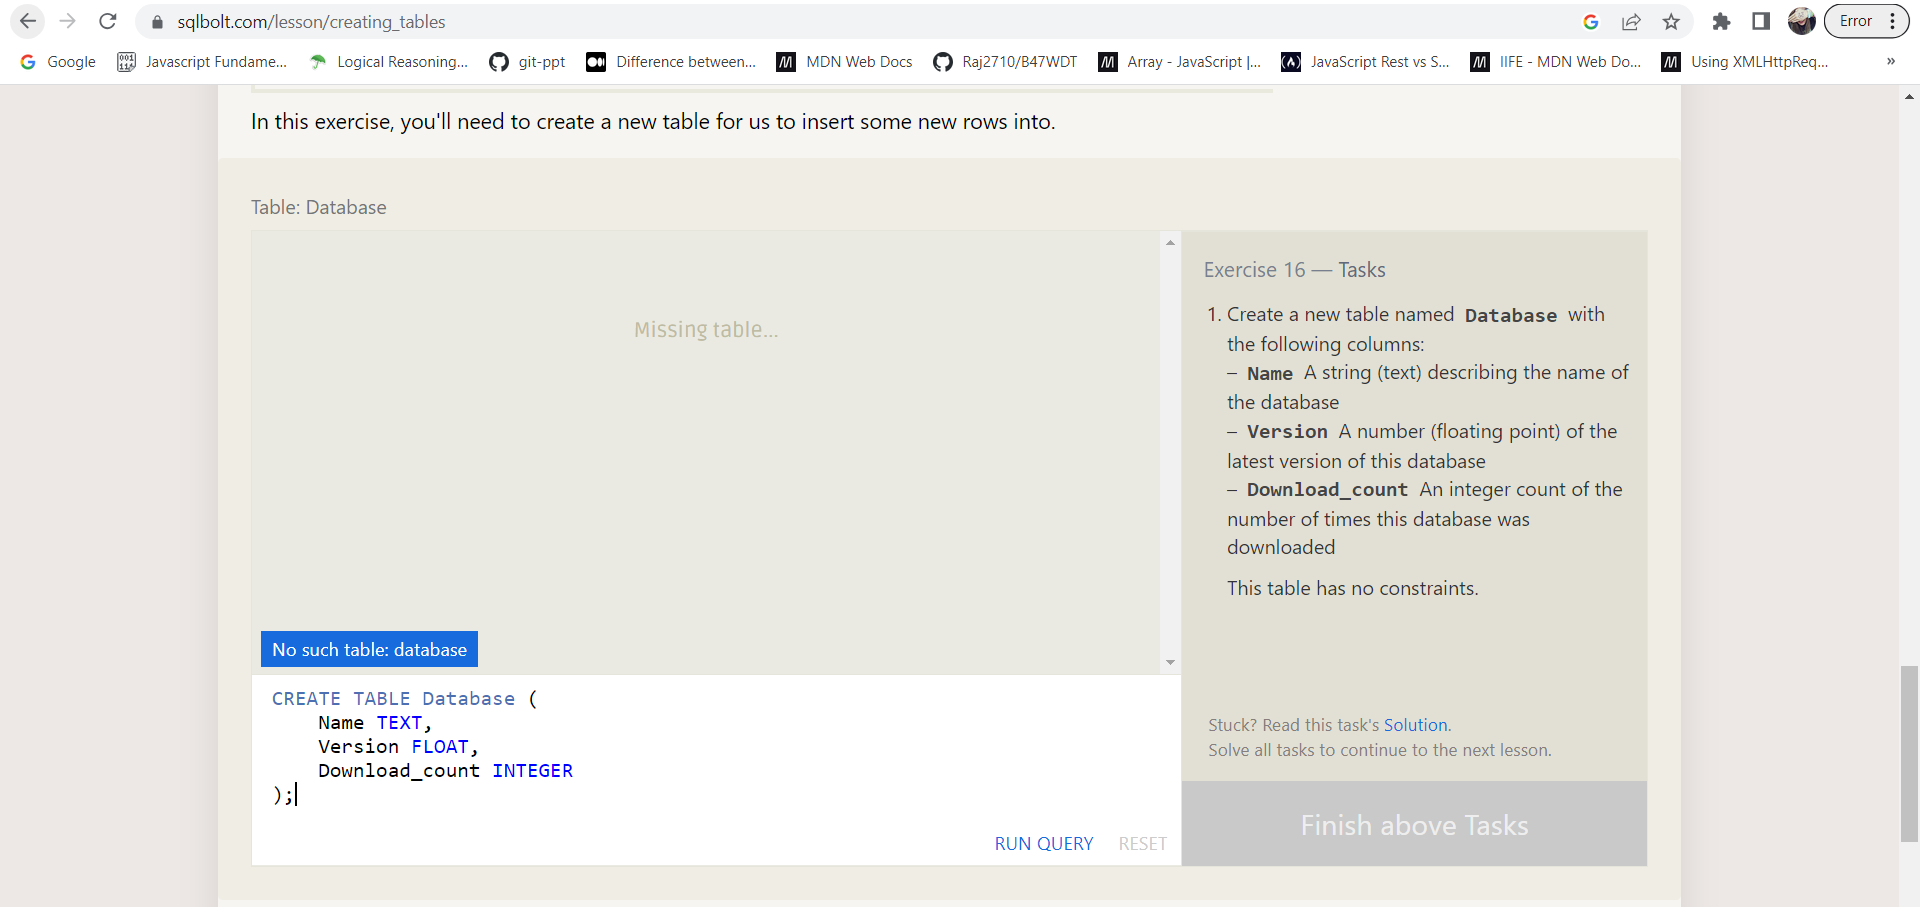 sqlbolt.com/lesson/creating_tables
Error
Google
Javascript Fundame...
Logical Reasoning...
git-ppt
Difference between...
MDN Web Docs
Raj2710/B47WDT
Array - JavaScript |...
JavaScript Rest vs S...
IIFE - MDN Web Do...
Using XMLHttpReq...
»
In this exercise, you'll need to create a new table for us to insert some new rows into.
Table: Database
Missing table...
No such table: database
CREATE TABLE Database (
Name TEXT,
Version FLOAT,
Download_count INTEGER
);
RUN QUERY
RESET
Exercise 16 — Tasks
1. Create a new table named Database with
the following columns:
– Name A string (text) describing the name of
the database
– Version A number (floating point) of the
latest version of this database
– Download_count An integer count of the
number of times this database was
downloaded
This table has no constraints.
Stuck? Read this task's Solution.
Solve all tasks to continue to the next lesson.
Finish above Tasks